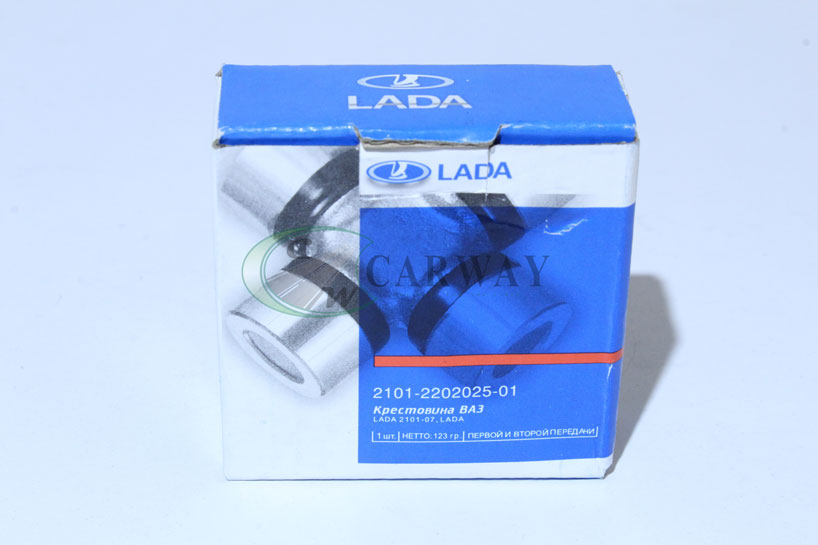 LADA
LADA
CARWAY
2101-2202025-01
Крестовина ВАЗ
LADA 2101-07, LADA
1 шт. НЕТТО: 123 гр. ПЕРВОЙ И ВТОРОЙ ПЕРЕДАЧИ